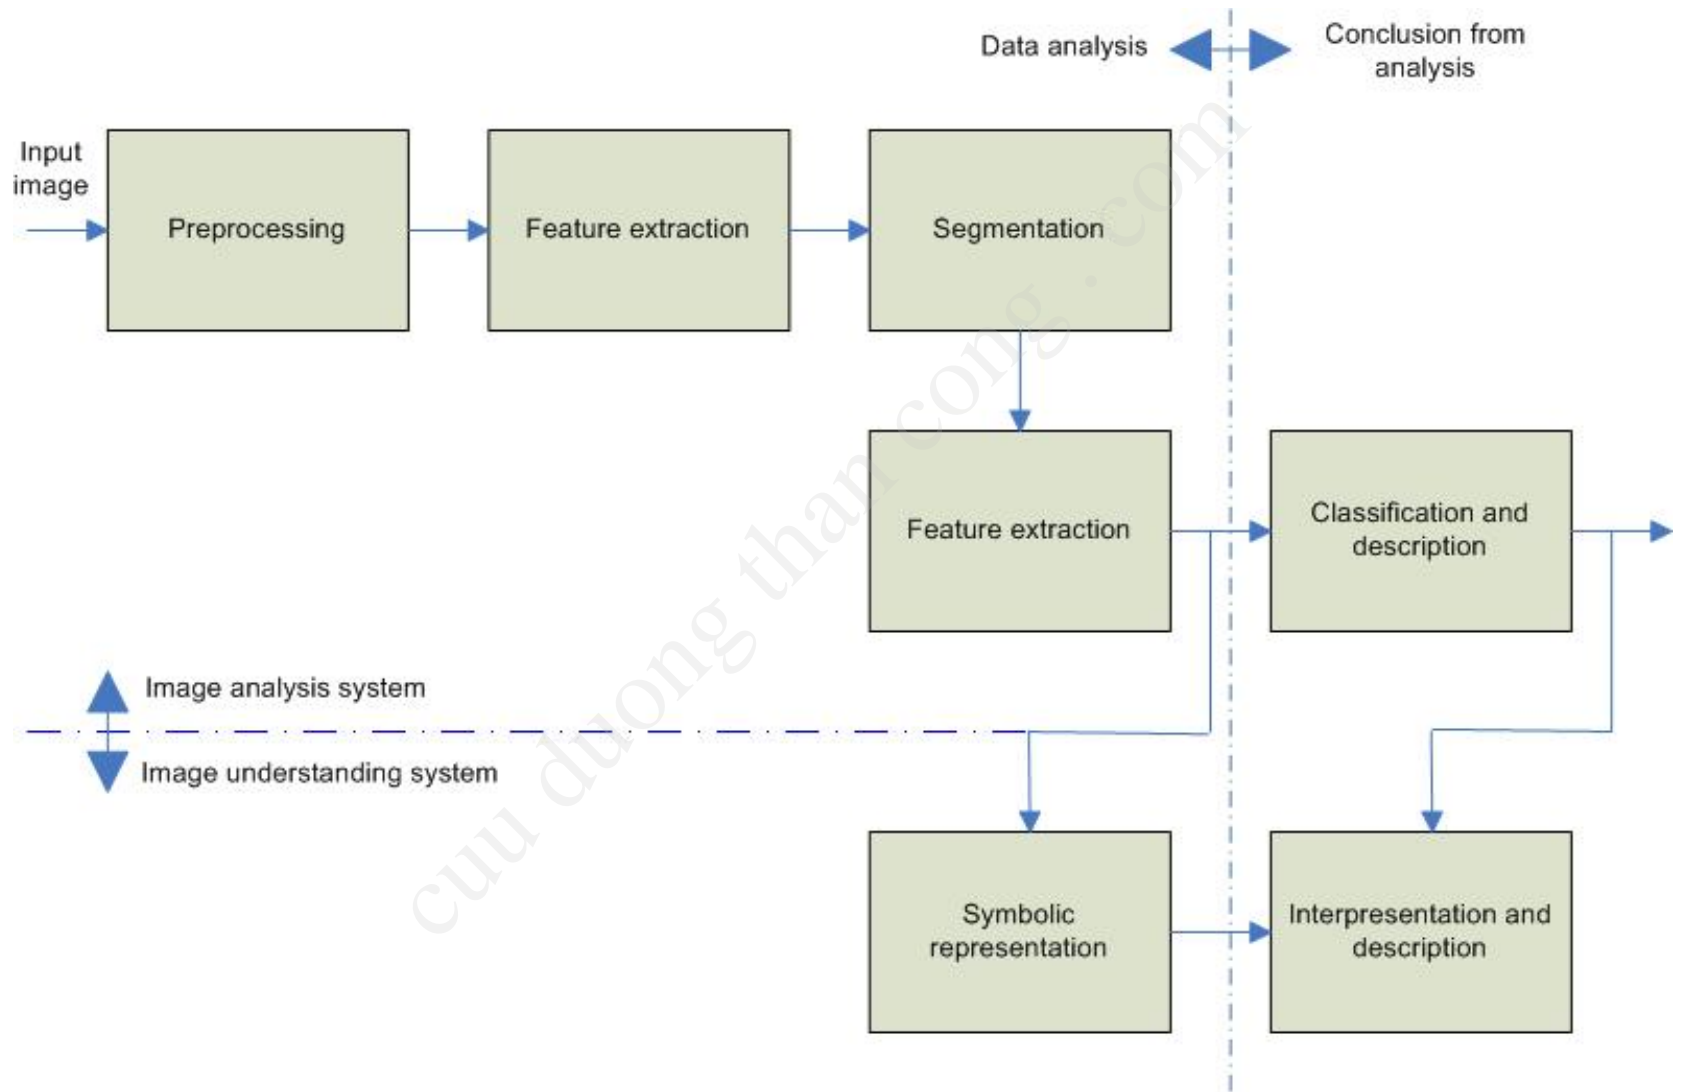 Data analysis
Conclusion from
analysis
Input
image
Preprocessing
Feature extraction
Segmentation
Feature extraction
Classification and
description
Image analysis system
Image understanding system
Symbolic
representation
Interpresentation and
description
cuu duong than cong . com